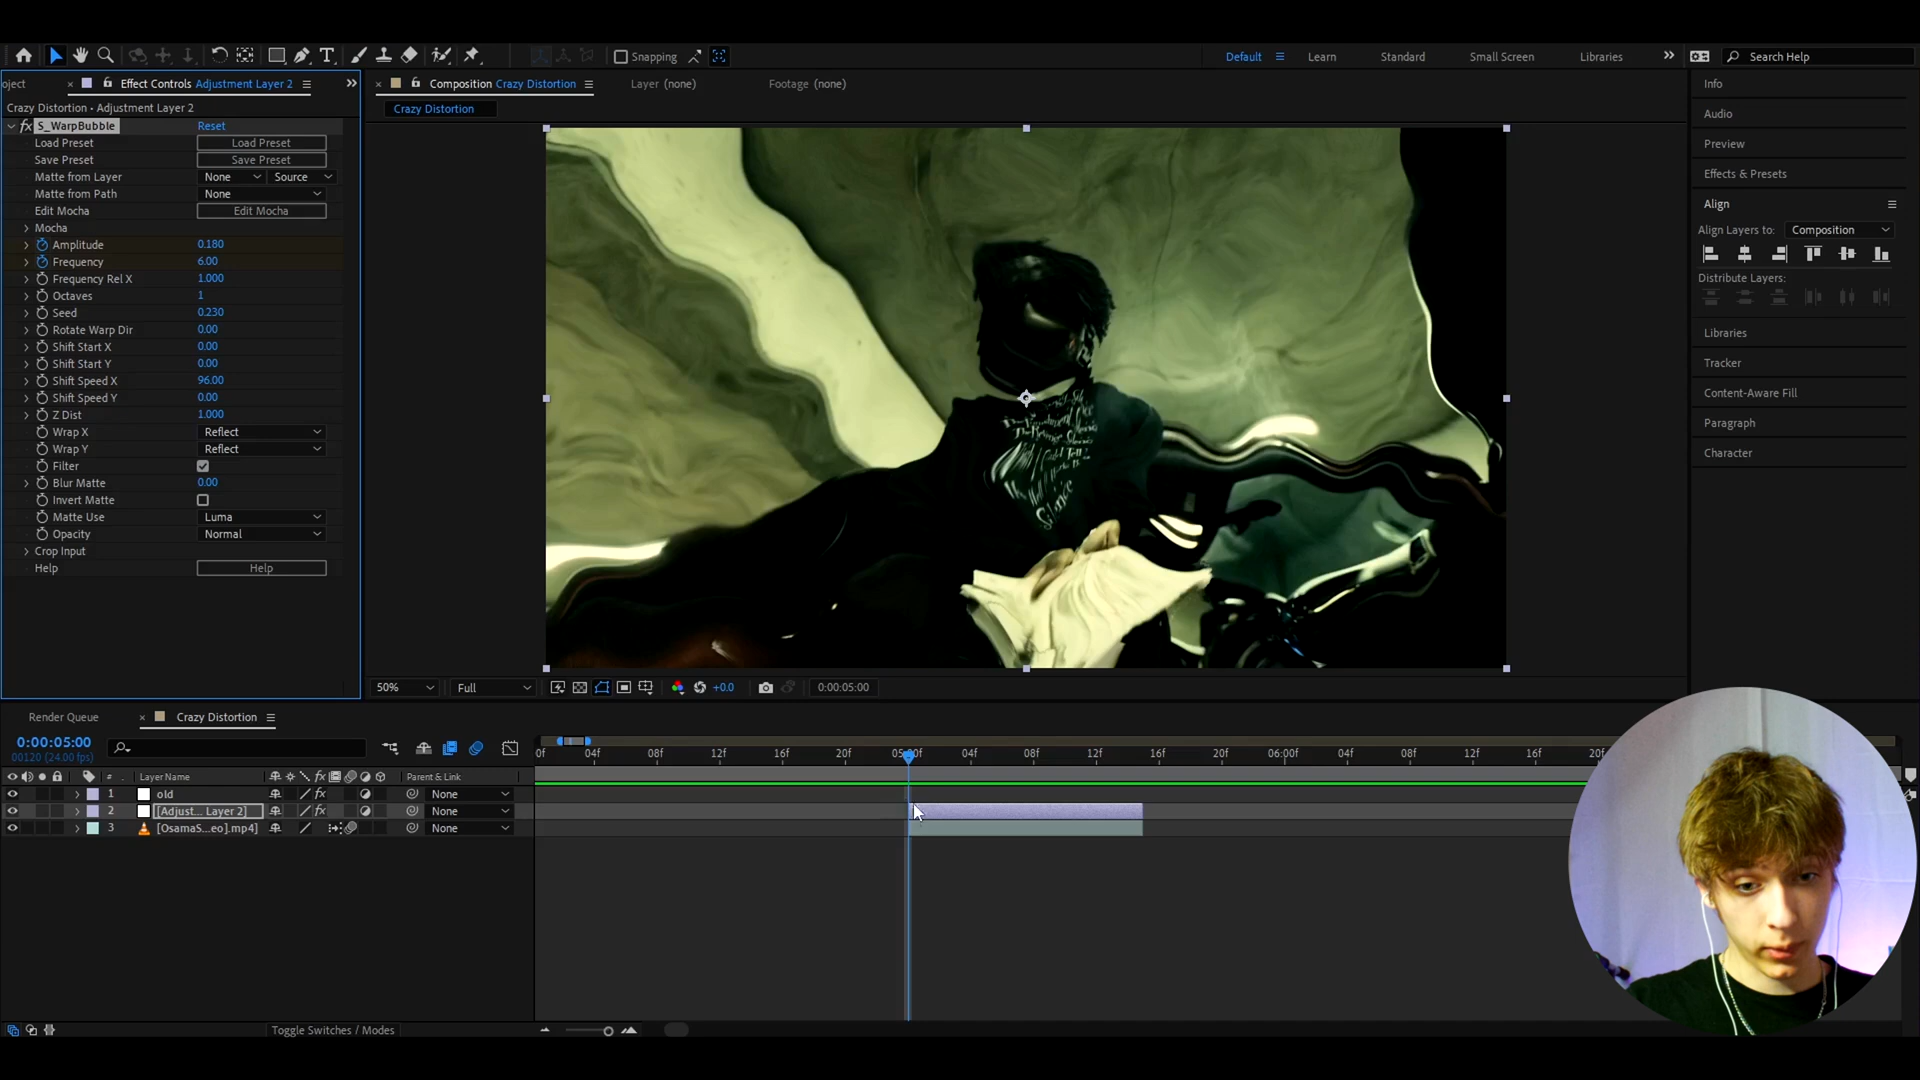 Snapping
Default
Learn
Standard
Small Screen
Libraries
Search Help
oject
Effect Controls Adjustment Layer 2
Composition Crazy Distortion
Layer (none)
Footage (none)
Info
Crazy Distortion • Adjustment Layer 2
Crazy Distortion
Audio
fx S_WarpBubble Reset
Load Preset Load Preset
Preview
Save Preset Save Preset
Effects & Presets
Matte from Layer None Source
Matte from Path None
Align
Edit Mocha Edit Mocha
Mocha
Align Layers to: Composition
Amplitude 0.180
Frequency 6.00
Frequency Rel X 1.000
Distribute Layers:
Octaves 1
Seed 0.230
Rotate Warp Dir 0.00
Libraries
Shift Start X 0.00
Shift Start Y 0.00
Tracker
Shift Speed X 96.00
Shift Speed Y 0.00
Content-Aware Fill
Z Dist 1.000
Paragraph
Wrap X Reflect
Wrap Y Reflect
Character
Filter
Blur Matte 0.00
Invert Matte
Matte Use Luma
Opacity Normal
Crop Input
Help Help
Silence
50% Full +0.0 0:00:05:00
Render Queue
Crazy Distortion
0:00:05:00
00120 (24.00 fps)
0f 04f 08f 12f 16f 20f 04f 08f 12f 16f 20f 06:00f 04f 08f 12f 16f 20f
# Layer Name fx Parent & Link
1 old fx None
2 [Adjust... Layer 2] fx None
3 [OsamaS...eo].mp4] None
Toggle Switches / Modes